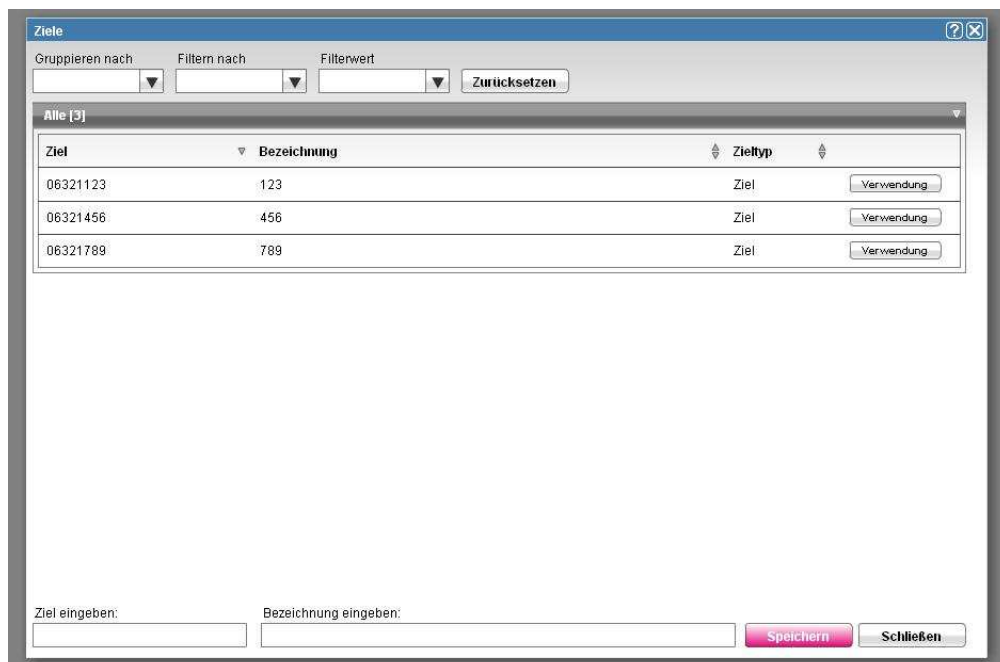 Ziele
Gruppieren nach Filtern nach Filterwert
Zurücksetzen
Alle [3]
Ziel Bezeichnung Zieltyp
06321123 123 Ziel Verwendung
06321456 456 Ziel Verwendung
06321789 789 Ziel Verwendung
Ziel eingeben: Bezeichnung eingeben:
Speichern Schließen